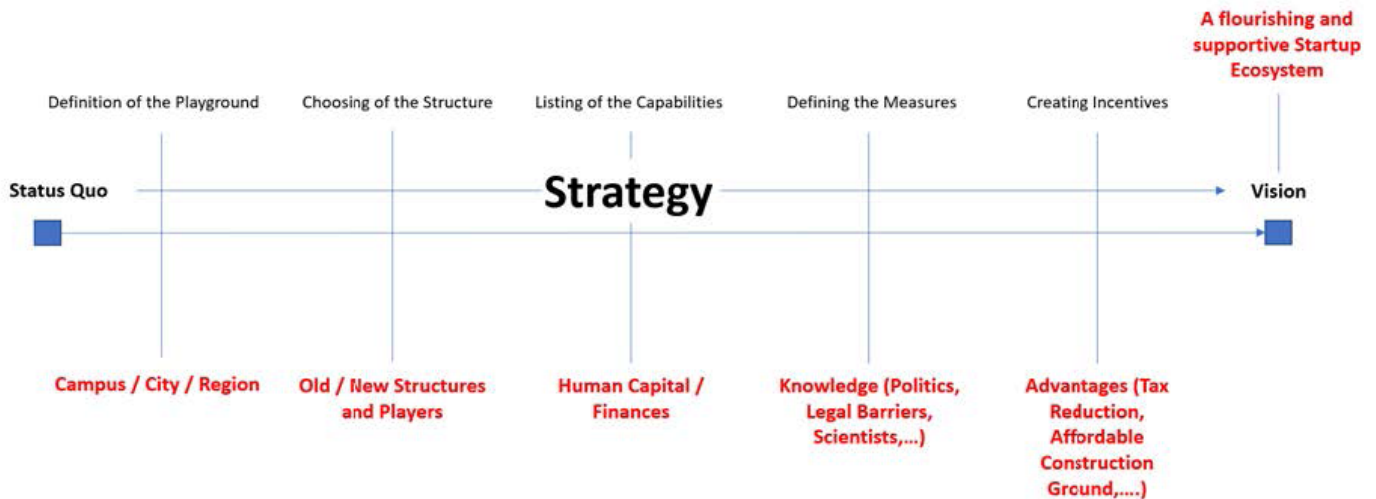 A flourishing and
supportive Startup
Ecosystem
Definition of the Playground
Choosing of the Structure
Listing of the Capabilities
Defining the Measures
Creating Incentives
Status Quo
Strategy
Vision
Campus / City / Region
Old / New Structures
and Players
Human Capital /
Finances
Knowledge (Politics,
Legal Barriers,
Scientists,...)
Advantages (Tax
Reduction,
Affordable
Construction
Ground,....)